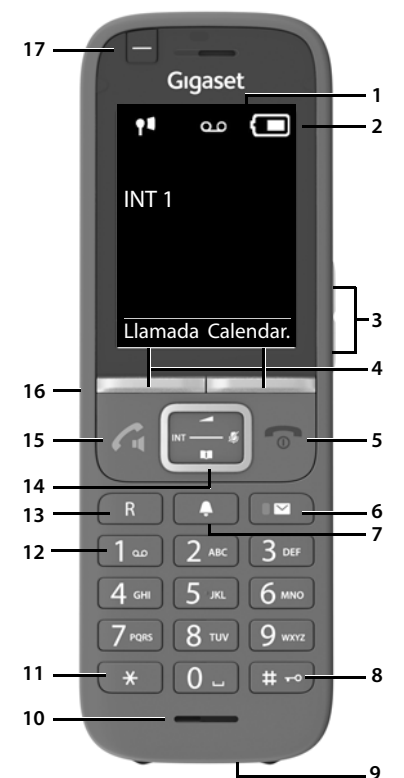 17
Gigaset
1
2
INT 1
3
Llamada Calendar.
4
16
15
INT
5
14
13
R
6
7
12
1
2 ABC
3 DEF
4 GHI
5 JKL
6 MNO
7 PQRS
8 TUV
9 WXYZ
11
*
0
#
8
10
9